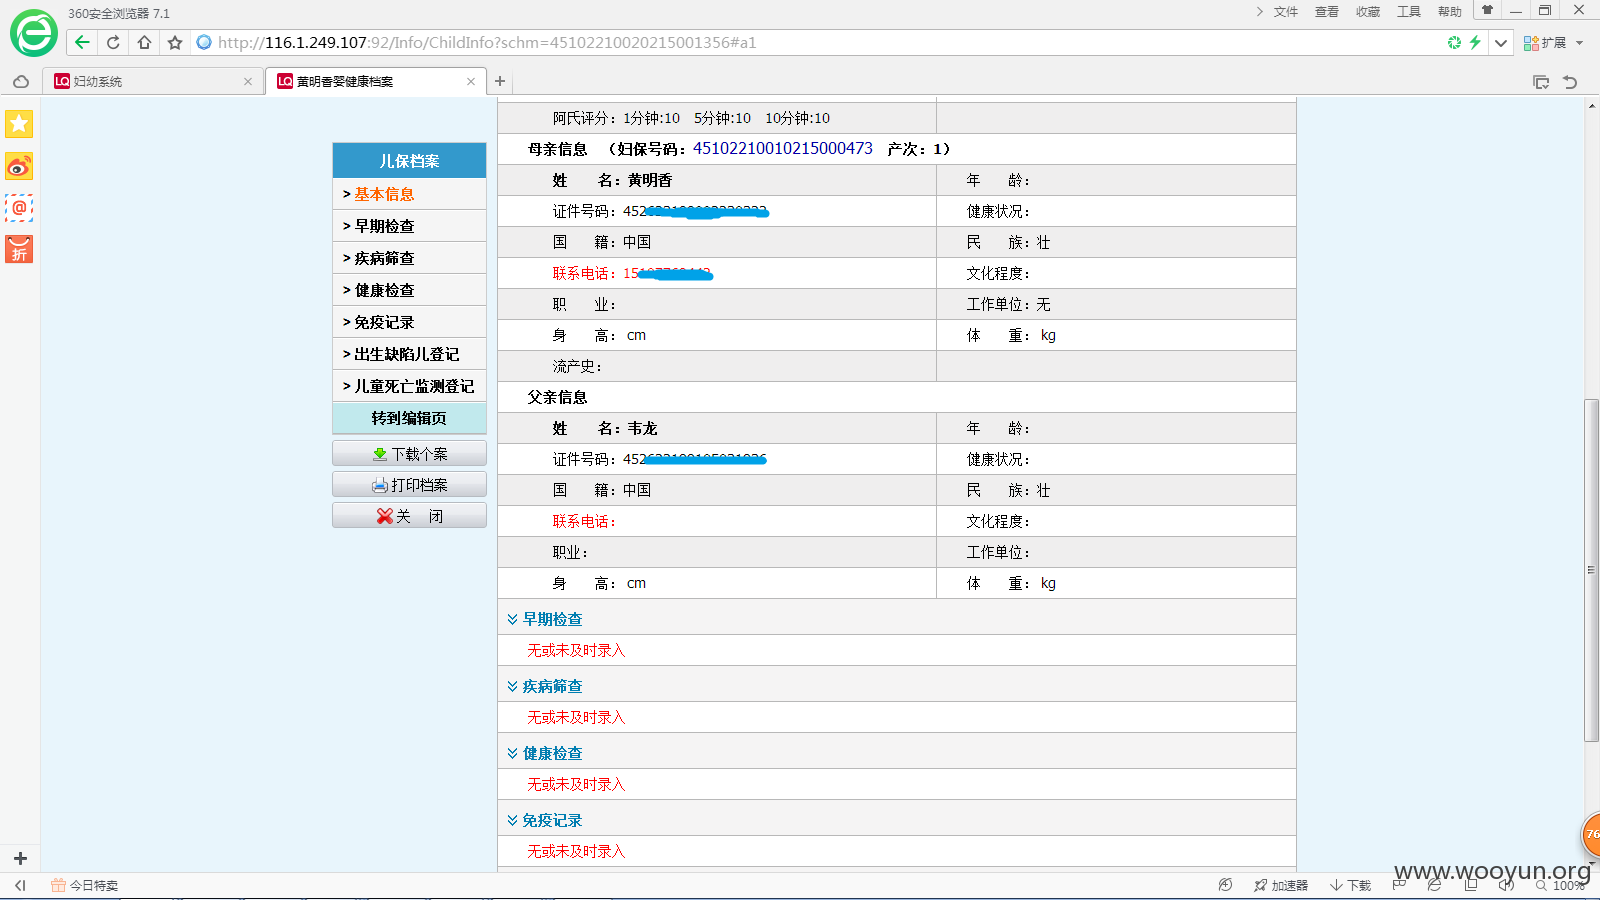 360安全浏览器 7.1
文件 查看 收藏 工具 帮助
http://116.1.249.107:92/Info/ChildInfo?schm=45102210020215001356#a1
扩展
LQ 妇幼系统
LQ 黄明香婴健康档案
阿氏评分：1分钟:10 5分钟:10 10分钟:10
儿保档案
> 基本信息
> 早期检查
> 疾病筛查
> 健康检查
> 免疫记录
> 出生缺陷儿登记
> 儿童死亡监测登记
转到编辑页
下载个案
打印档案
关 闭
母亲信息 （妇保号码：45102210010215000473 产次：1）
姓 名：黄明香 年 龄：
证件号码：452 健康状况：
国 籍：中国 民 族：壮
联系电话：15 文化程度：
职 业： 工作单位：无
身 高： cm 体 重： kg
流产史：
父亲信息
姓 名：韦龙 年 龄：
证件号码：452 健康状况：
国 籍：中国 民 族：壮
联系电话： 文化程度：
职业： 工作单位：
身 高： cm 体 重： kg
早期检查
无或未及时录入
疾病筛查
无或未及时录入
健康检查
无或未及时录入
免疫记录
无或未及时录入
折
76
www.wooyun.org
今日特卖
加速器 下载 100%